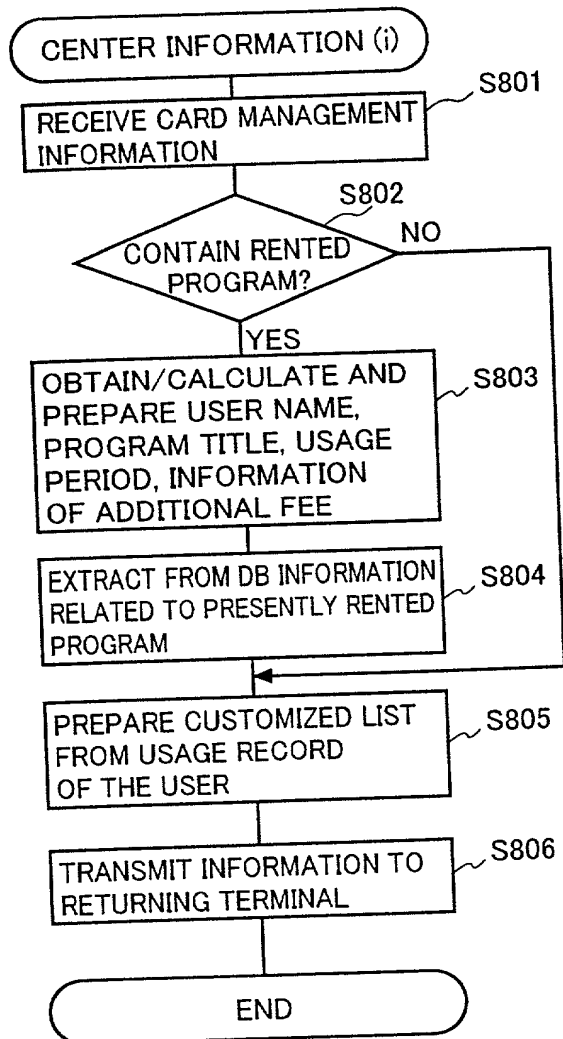 CENTER INFORMATION (i)
S801
RECEIVE CARD MANAGEMENT
INFORMATION
S802
NO
CONTAIN RENTED
PROGRAM?
YES
OBTAIN/CALCULATE AND
PREPARE USER NAME,
PROGRAM TITLE, USAGE
PERIOD, INFORMATION
OF ADDITIONAL FEE
S803
EXTRACT FROM DB INFORMATION
RELATED TO PRESENTLY RENTED
PROGRAM
S804
PREPARE CUSTOMIZED LIST
FROM USAGE RECORD
OF THE USER
S805
TRANSMIT INFORMATION TO
RETURNING TERMINAL
S806
END